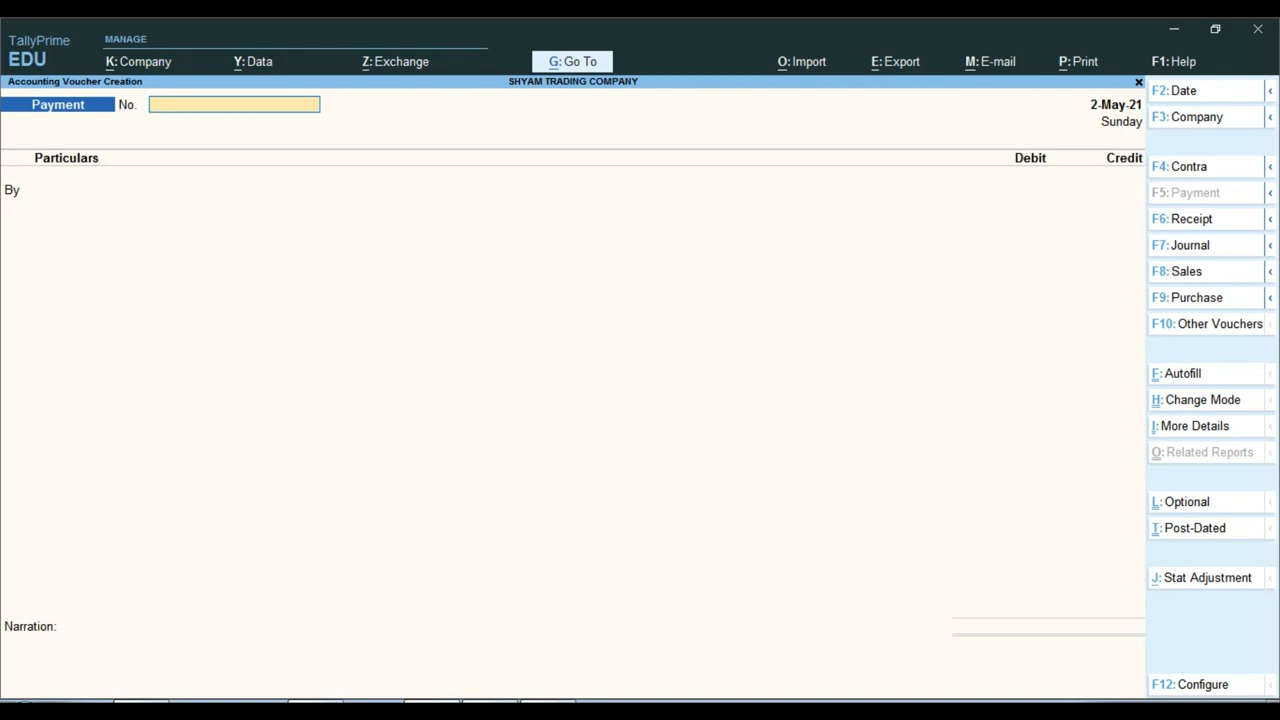 TallyPrime
EDU
MANAGE
K: Company Y: Data Z: Exchange G: Go To O: Import E: Export M: E-mail P: Print F1: Help
Accounting Voucher Creation SHYAM TRADING COMPANY
Payment No. 2-May-21
Sunday
Particulars Debit Credit
By
Narration:
F2: Date
F3: Company
F4: Contra
F5: Payment
F6: Receipt
F7: Journal
F8: Sales
F9: Purchase
F10: Other Vouchers
F: Autofill
H: Change Mode
I: More Details
O: Related Reports
L: Optional
T: Post-Dated
J: Stat Adjustment
F12: Configure